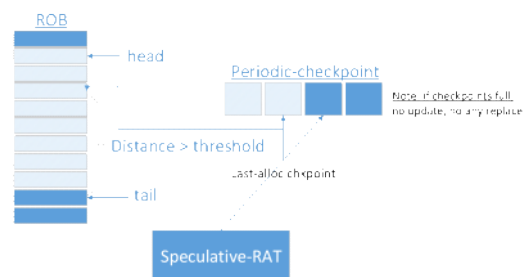 ROB
head
Periodic-checkpoint
Note: if checkpoints full,
no update, no any replace
Distance > threshold
Last-alloc chkpoint
tail
Speculative-RAT